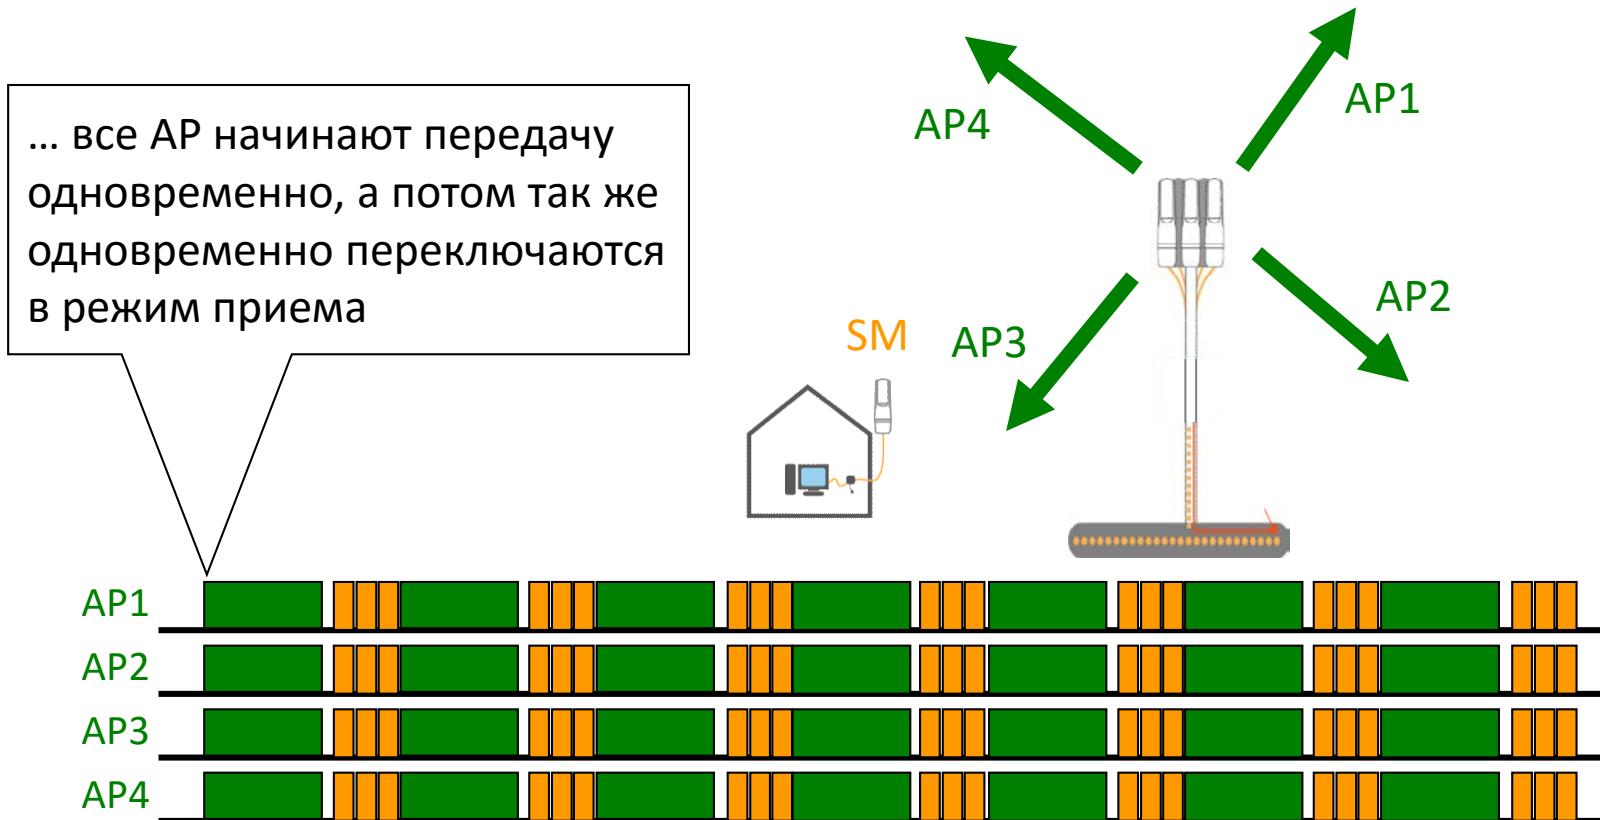 AP4
AP1
... все AP начинают передачу
одновременно, а потом так же
одновременно переключаются
в режим приема
AP2
SM
AP3
AP1
AP2
AP3
AP4